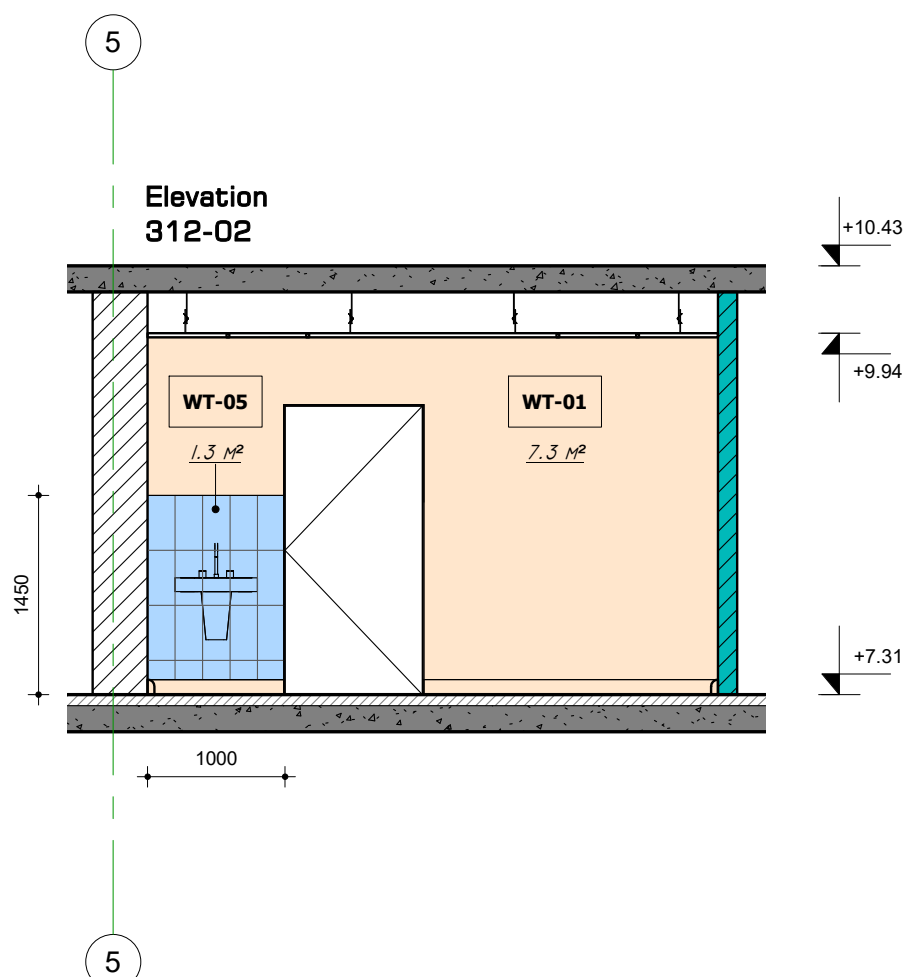 5
Elevation
312-02
+10.43
+9.94
WT-05
WT-01
1.3 M²
7.3 M²
1450
+7.31
1000
5